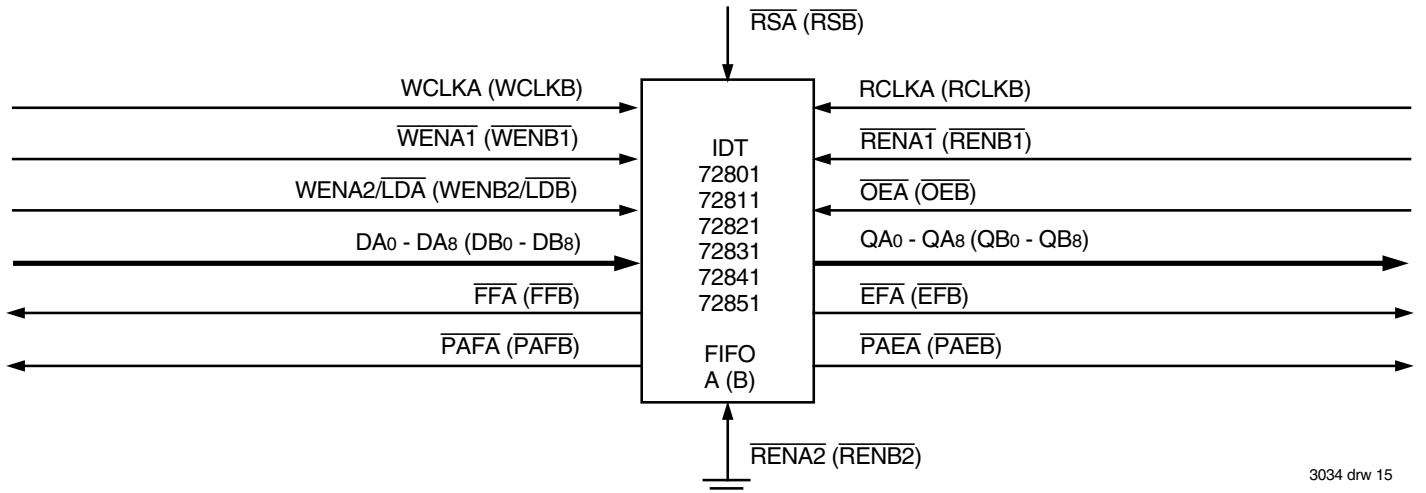 RSA (RSB)
WCLKA (WCLKB)
RCLKA (RCLKB)
WENA1 (WENB1)
RENA1 (RENB1)
WENA2/LDA (WENB2/LDB)
OEA (OEB)
DA0 - DA8 (DB0 - DB8)
QA0 - QA8 (QB0 - QB8)
FFA (FFB)
EFA (EFB)
PAFA (PAFB)
PAEA (PAEB)
IDT
72801
72811
72821
72831
72841
72851
FIFO
A (B)
RENA2 (RENB2)
3034 drw 15